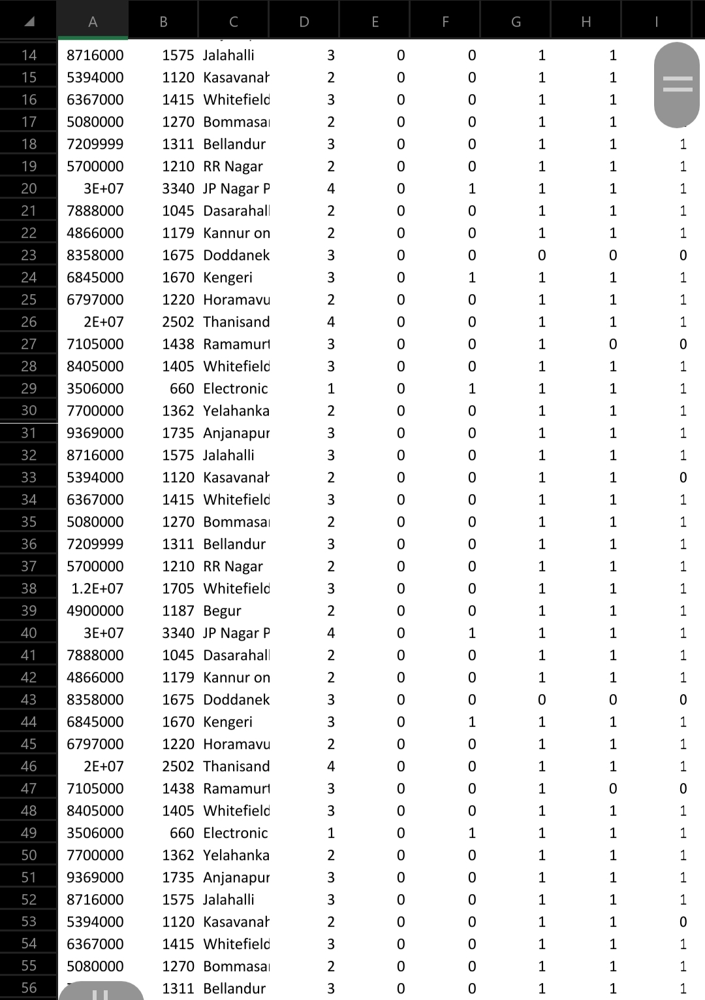 A B C D E F G H I
14 8716000 1575 Jalahalli 3 0 0 1 1
15 5394000 1120 Kasavanah 2 0 0 1 1
16 6367000 1415 Whitefield 3 0 0 1 1
17 5080000 1270 Bommasa 2 0 0 1 1
18 7209999 1311 Bellandur 3 0 0 1 1 1
19 5700000 1210 RR Nagar 2 0 0 1 1 1
20 3E+07 3340 JP Nagar P 4 0 1 1 1 1
21 7888000 1045 Dasarahall 2 0 0 1 1 1
22 4866000 1179 Kannur on 2 0 0 1 1 1
23 8358000 1675 Doddanek 3 0 0 0 0 0
24 6845000 1670 Kengeri 3 0 1 1 1 1
25 6797000 1220 Horamavu 2 0 0 1 1 1
26 2E+07 2502 Thanisand 4 0 0 1 1 1
27 7105000 1438 Ramamurt 3 0 0 1 0 0
28 8405000 1405 Whitefield 3 0 0 1 1 1
29 3506000 660 Electronic 1 0 1 1 1 1
30 7700000 1362 Yelahanka 2 0 0 1 1 1
31 9369000 1735 Anjanapur 3 0 0 1 1 1
32 8716000 1575 Jalahalli 3 0 0 1 1 1
33 5394000 1120 Kasavanah 2 0 0 1 1 0
34 6367000 1415 Whitefield 3 0 0 1 1 1
35 5080000 1270 Bommasa 2 0 0 1 1 1
36 7209999 1311 Bellandur 3 0 0 1 1 1
37 5700000 1210 RR Nagar 2 0 0 1 1 1
38 1.2E+07 1705 Whitefield 3 0 0 1 1 1
39 4900000 1187 Begur 2 0 0 1 1 1
40 3E+07 3340 JP Nagar P 4 0 1 1 1 1
41 7888000 1045 Dasarahall 2 0 0 1 1 1
42 4866000 1179 Kannur on 2 0 0 1 1 1
43 8358000 1675 Doddanek 3 0 0 0 0 0
44 6845000 1670 Kengeri 3 0 1 1 1 1
45 6797000 1220 Horamavu 2 0 0 1 1 1
46 2E+07 2502 Thanisand 4 0 0 1 1 1
47 7105000 1438 Ramamurt 3 0 0 1 0 0
48 8405000 1405 Whitefield 3 0 0 1 1 1
49 3506000 660 Electronic 1 0 1 1 1 1
50 7700000 1362 Yelahanka 2 0 0 1 1 1
51 9369000 1735 Anjanapur 3 0 0 1 1 1
52 8716000 1575 Jalahalli 3 0 0 1 1 1
53 5394000 1120 Kasavanah 2 0 0 1 1 0
54 6367000 1415 Whitefield 3 0 0 1 1 1
55 5080000 1270 Bommasa 2 0 0 1 1 1
56 1311 Bellandur 3 0 0 1 1 1